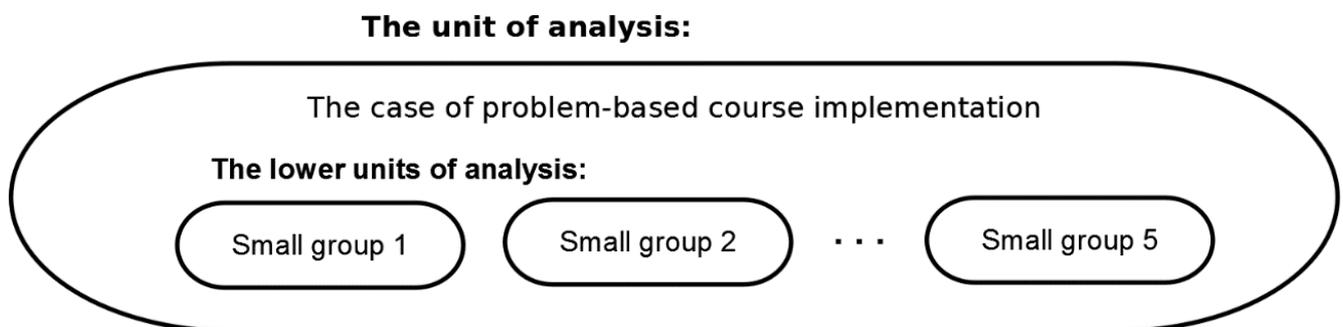 The unit of analysis:
The case of problem-based course implementation
The lower units of analysis:
Small group 1 Small group 2 . . . Small group 5